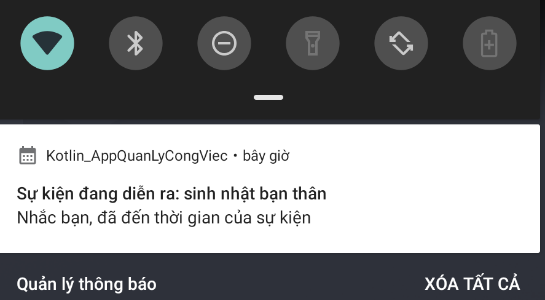 Kotlin_AppQuanLyCongViec • bây giờ
Sự kiện đang diễn ra: sinh nhật bạn thân
Nhắc bạn, đã đến thời gian của sự kiện
Quản lý thông báo XÓA TẤT CẢ